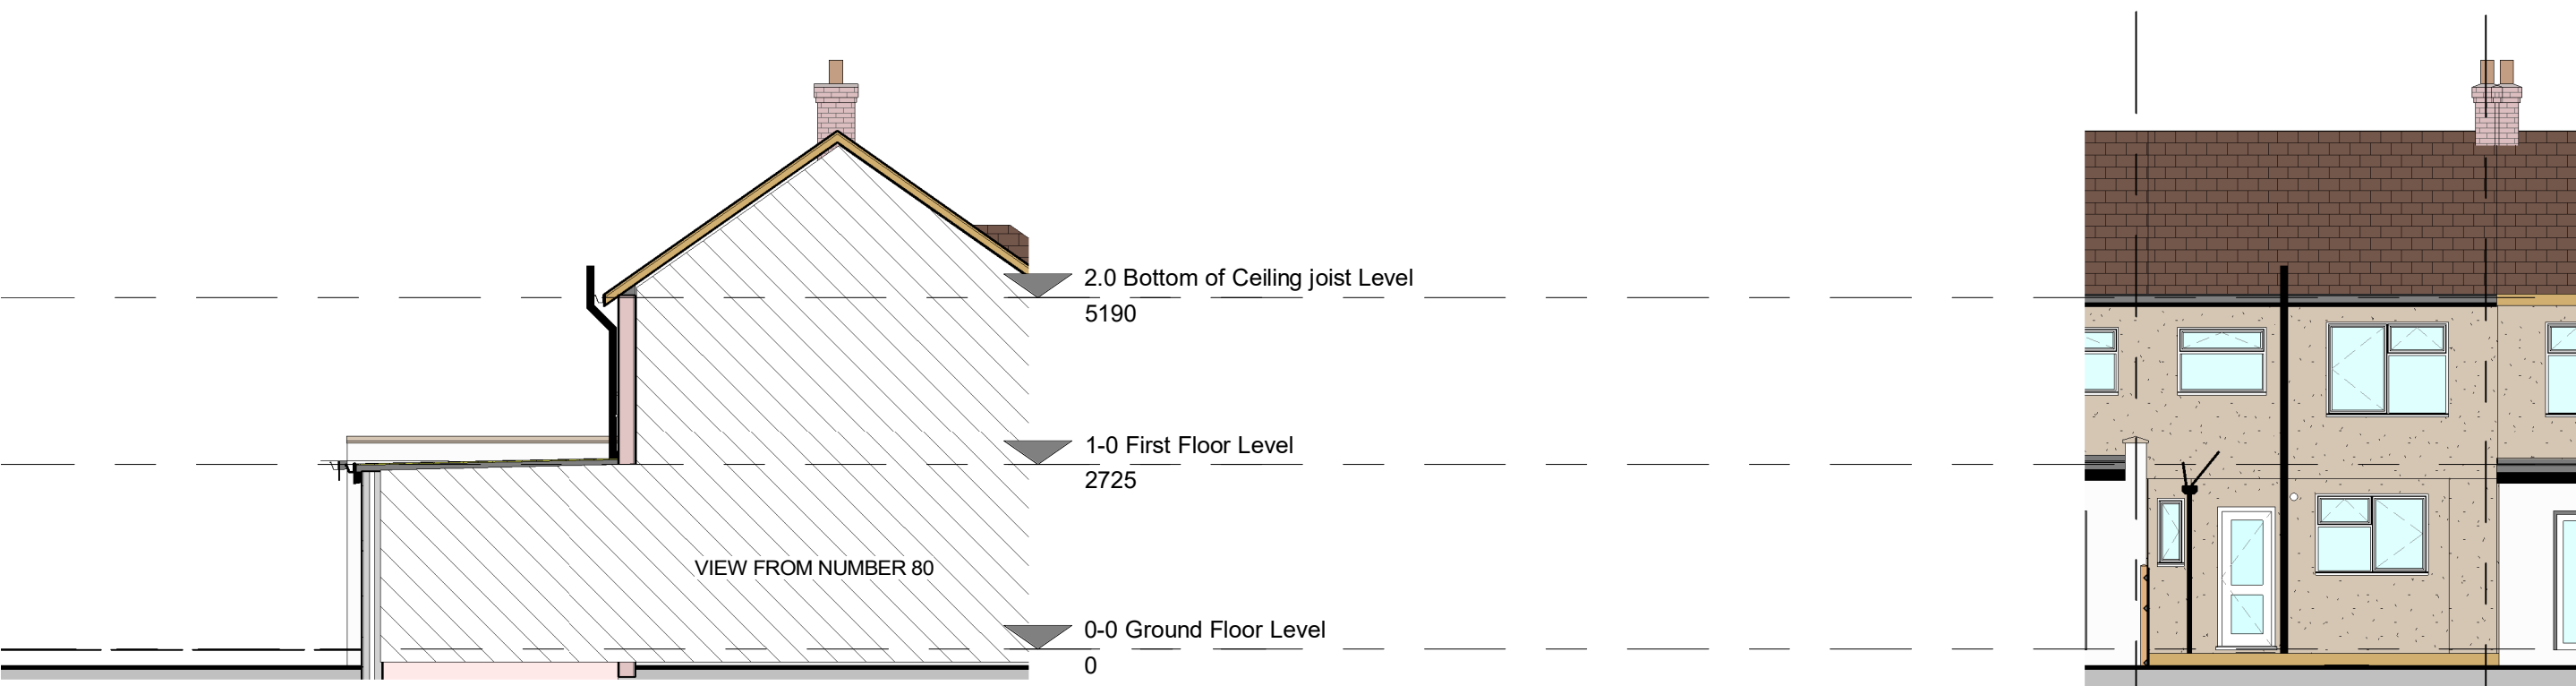 2.0 Bottom of Ceiling joist Level
5190
1-0 First Floor Level
2725
VIEW FROM NUMBER 80
0-0 Ground Floor Level
0